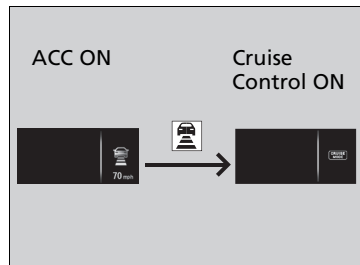 ACC ON
Cruise
Control ON
70 mph
CRUISE
MODE